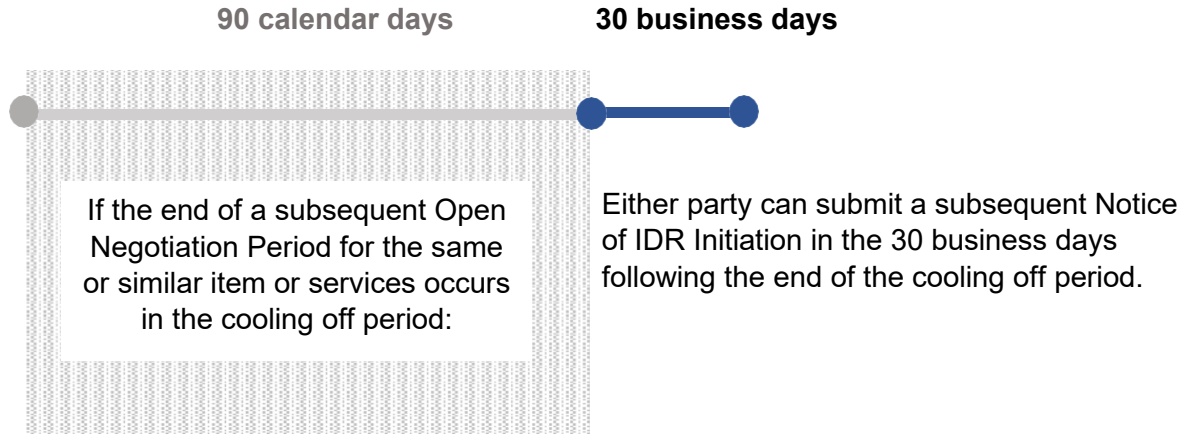 90 calendar days
30 business days
If the end of a subsequent Open
Negotiation Period for the same
or similar item or services occurs
in the cooling off period:
Either party can submit a subsequent Notice
of IDR Initiation in the 30 business days
following the end of the cooling off period.